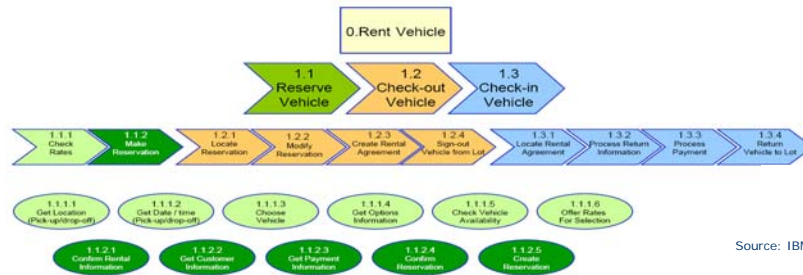 0.Rent Vehicle
1.1
Reserve
Vehicle
1.2
Check-out
Vehicle
1.3
Check-in
Vehicle
1.1.1
Check
Rates
1.1.2
Make
Reservation
1.2.1
Locate
Reservation
1.2.2
Modify
Reservation
1.2.3
Create Rental
Agreement
1.2.4
Sign-out
Vehicle from Lot
1.3.1
Locate Rental
Agreement
1.3.2
Process Return
Information
1.3.3
Process
Payment
1.3.4
Return
Vehicle to Lot
1.1.1.1
Get Location
(Pick-up/drop-off)
1.1.1.2
Get Date / time
(Pick-up/drop-off)
1.1.1.3
Choose
Vehicle
1.1.1.4
Get Options
Information
1.1.1.5
Check Vehicle
Availability
1.1.1.6
Offer Rates
For Selection
1.1.2.1
Confirm Rental
Information
1.1.2.2
Get Customer
Information
1.1.2.3
Get Payment
Information
1.1.2.4
Confirm
Reservation
1.1.2.5
Create
Reservation
Source: IBM